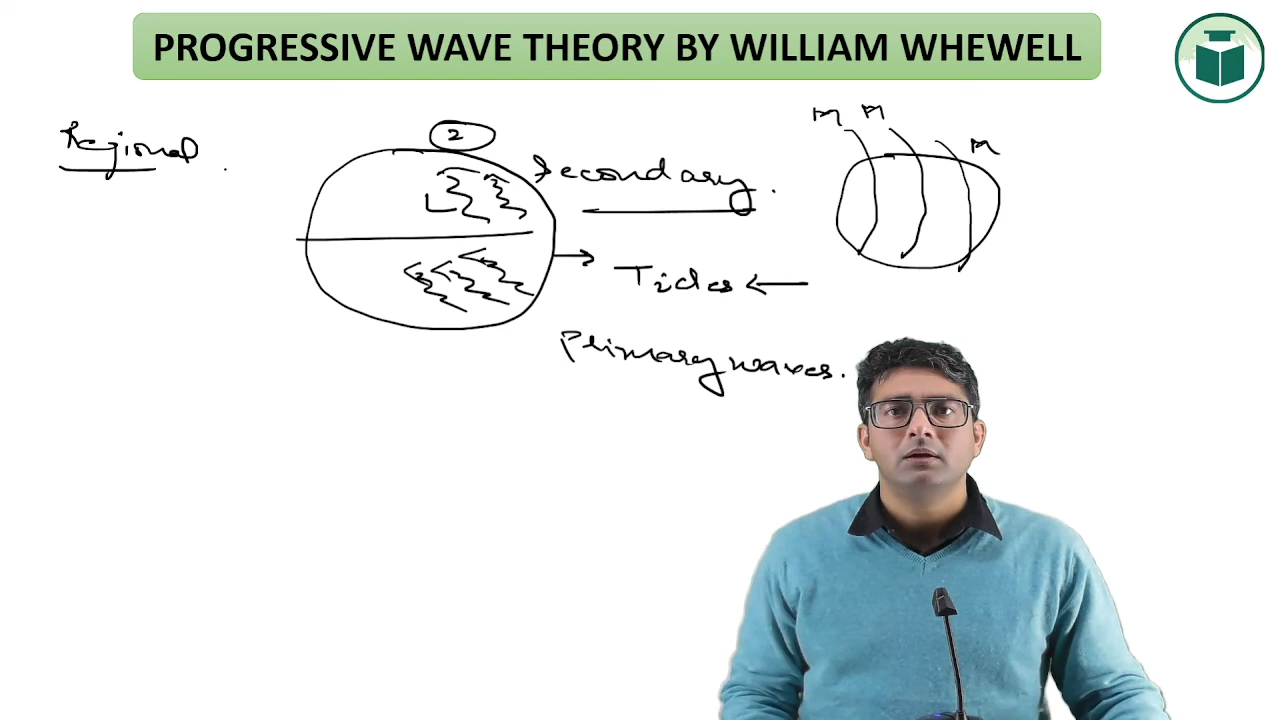 PROGRESSIVE WAVE THEORY BY WILLIAM WHEWELL
Regional.
2
Secondary.
M M
M
Tides
Primary waves.